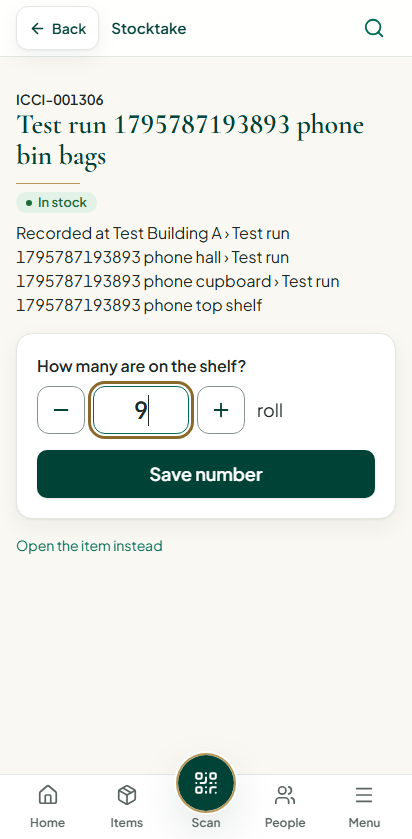 Back
Stocktake
ICCI-001306
Test run 1795787193893 phone
bin bags
In stock
Recorded at Test Building A › Test run
1795787193893 phone hall › Test run
1795787193893 phone cupboard › Test run
1795787193893 phone top shelf
How many are on the shelf?
9
roll
Save number
Open the item instead
Home
Items
Scan
People
Menu